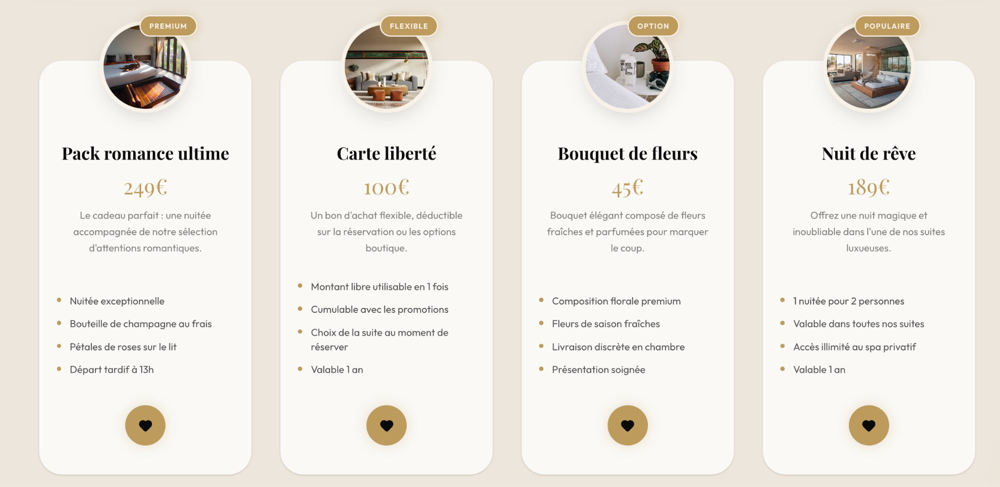 PREMIUM
Pack romance ultime
249€
Le cadeau parfait : une nuitée
accompagnée de notre sélection
d'attentions romantiques.
Nuitée exceptionnelle
Bouteille de champagne au frais
Pétales de roses sur le lit
Départ tardif à 13h
FLEXIBLE
Carte liberté
100€
Un bon d'achat flexible, déductible
sur la réservation ou les options
boutique.
Montant libre utilisable en 1 fois
Cumulable avec les promotions
Choix de la suite au moment de
réserver
Valable 1 an
OPTION
Bouquet de fleurs
45€
Bouquet élégant composé de fleurs
fraîches et parfumées pour marquer
le coup.
Composition florale premium
Fleurs de saison fraîches
Livraison discrète en chambre
Présentation soignée
POPULAIRE
Nuit de rêve
189€
Offrez une nuit magique et
inoubliable dans l'une de nos suites
luxueuses.
1 nuitée pour 2 personnes
Valable dans toutes nos suites
Accès illimité au spa privatif
Valable 1 an